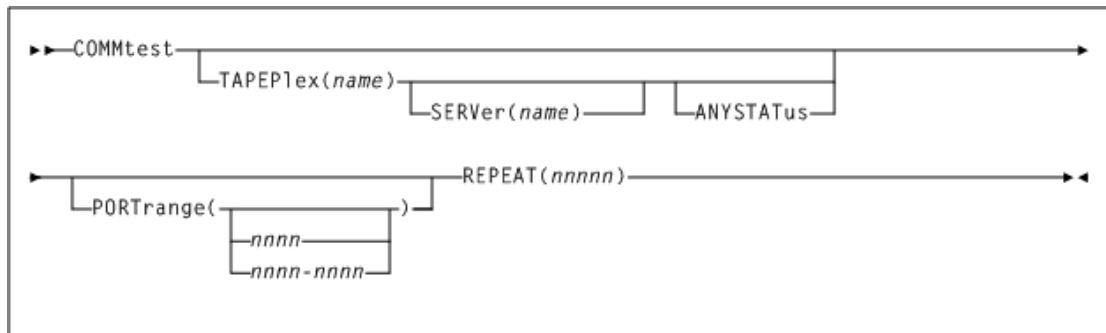 COMMtest
TAPEPlex(name)
SERVer(name)
ANYSTATus
REPEAT(nnnnn)
PORTrange( )
nnnn
nnnn-nnnn